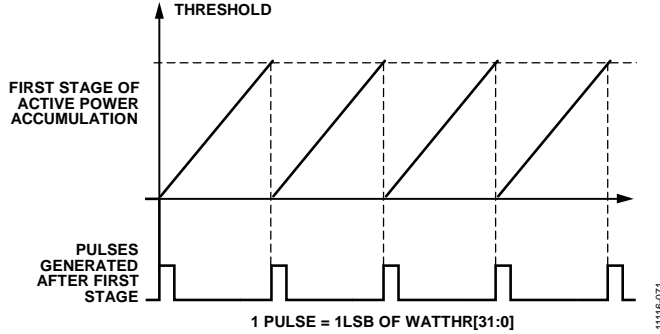 THRESHOLD
FIRST STAGE OF
ACTIVE POWER
ACCUMULATION
PULSES
GENERATED
AFTER FIRST
STAGE
1 PULSE = 1LSB OF WATTHR[31:0]
11116-071